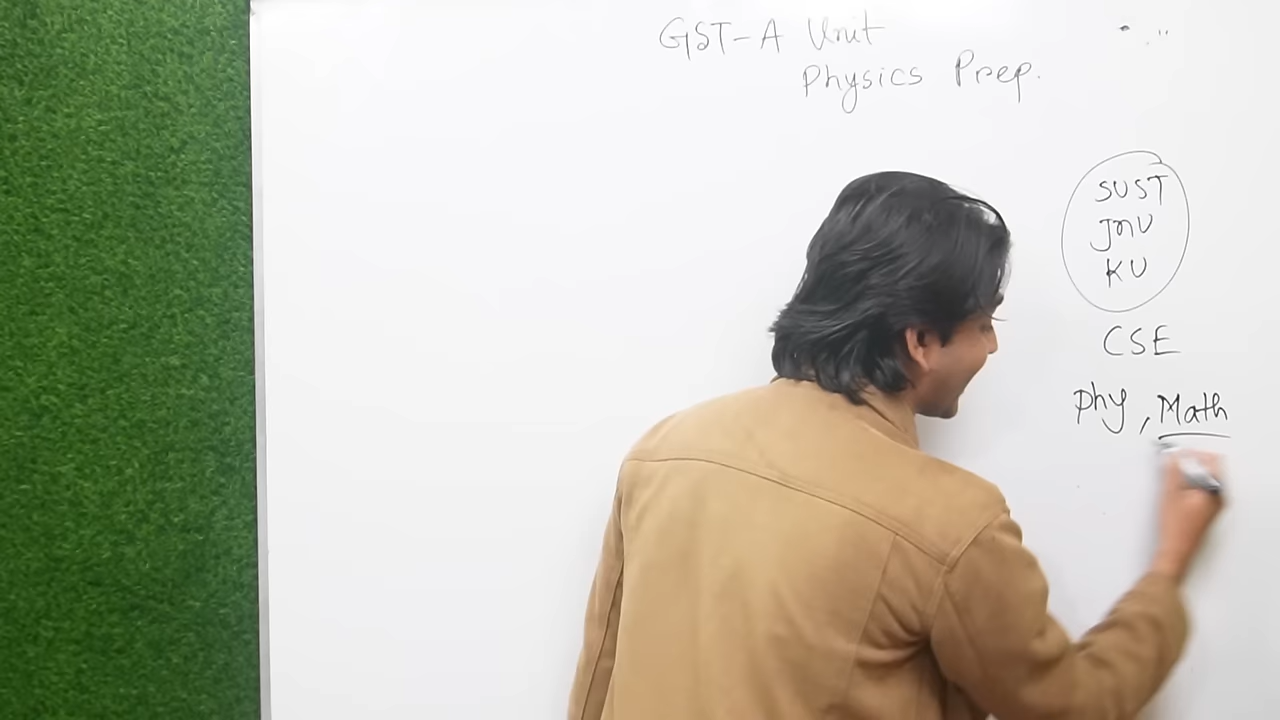 GST-A Unit
Physics Prep.
SUST
JnU
KU
CSE
Phy, Math